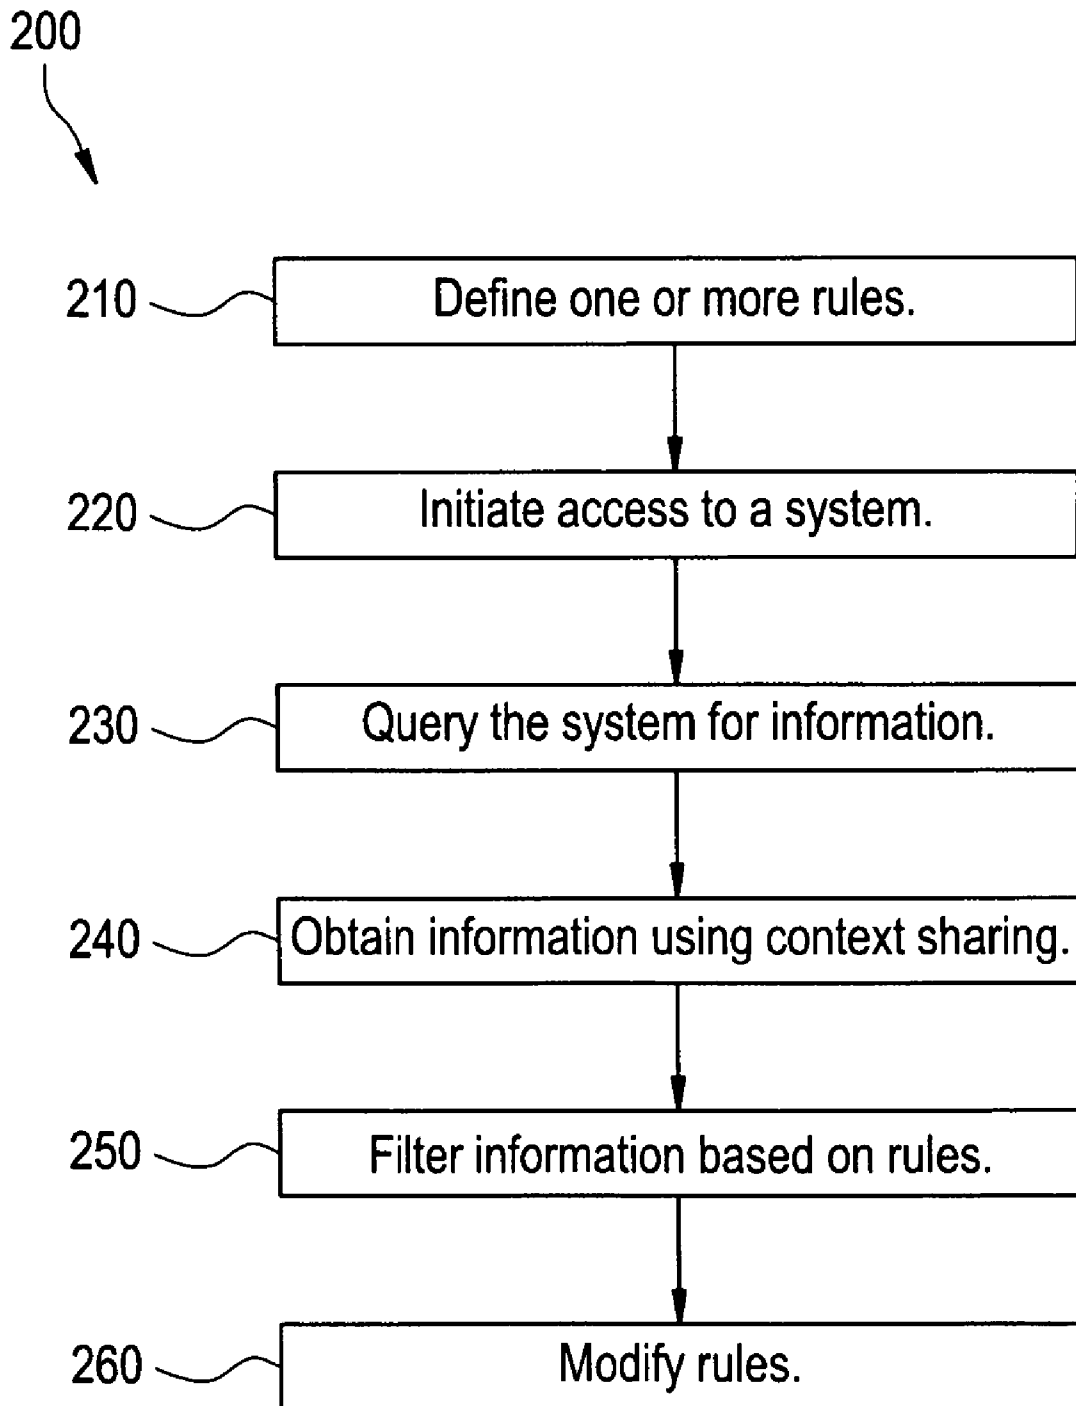 200
210 Define one or more rules.
220 Initiate access to a system.
230 Query the system for information.
240 Obtain information using context sharing.
250 Filter information based on rules.
260 Modify rules.